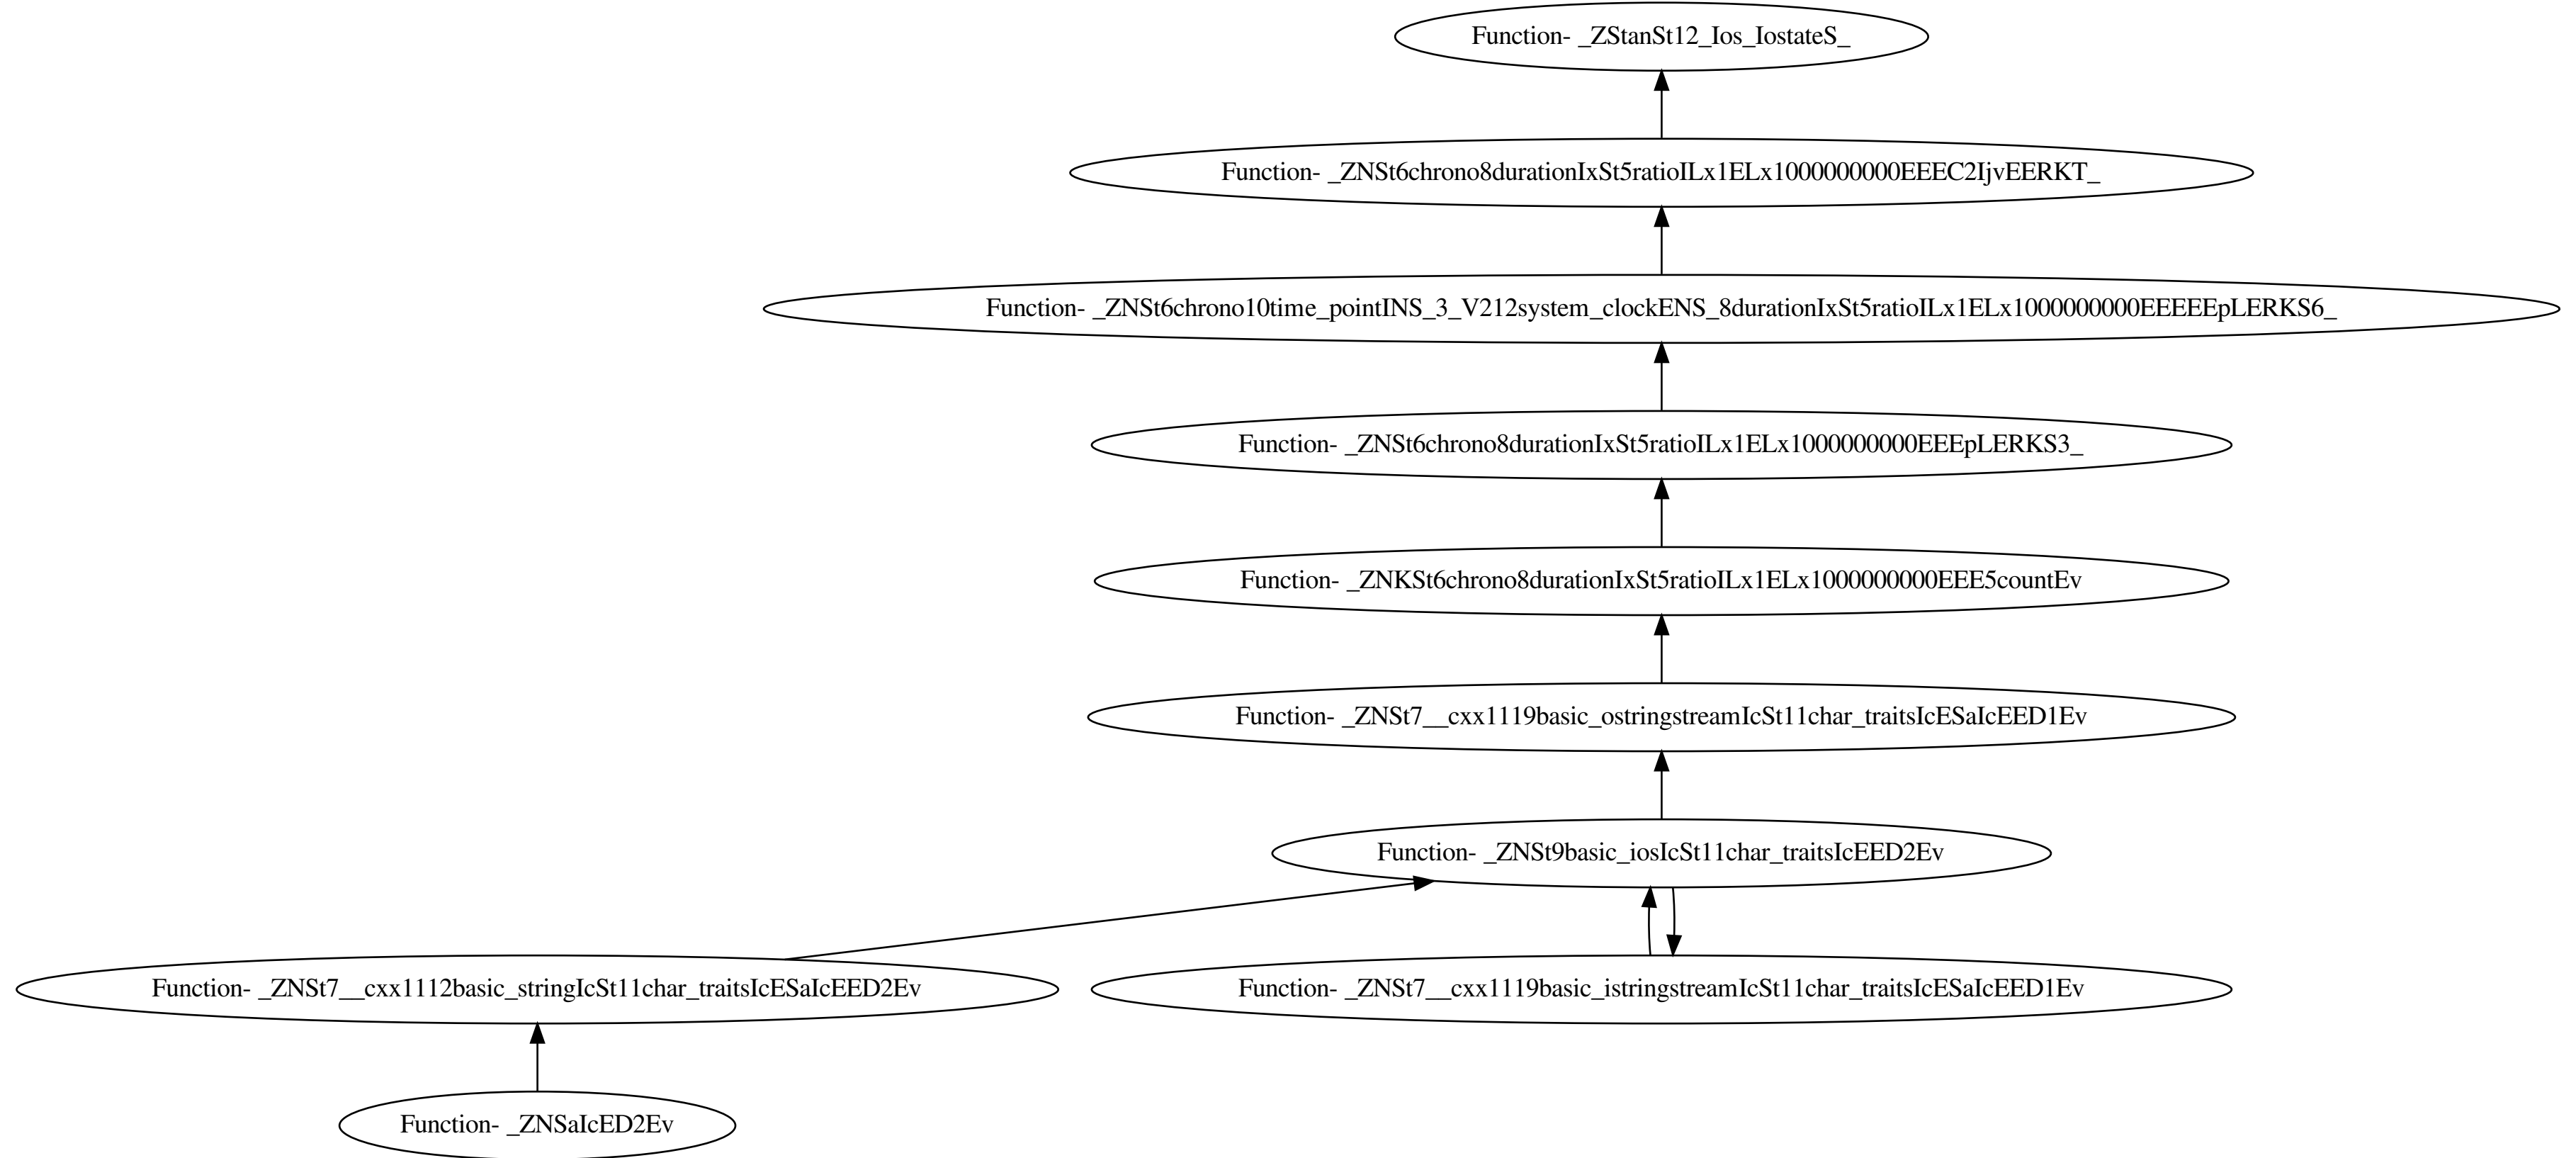 Function- _ZStanSt12_Ios_IostateS_
Function- _ZNSt6chrono8durationIxSt5ratioILx1ELx1000000000EEEC2IjvEERKT_
Function- _ZNSt6chrono10time_pointINS_3_V212system_clockENS_8durationIxSt5ratioILx1ELx1000000000EEEEEpLERKS6_
Function- _ZNSt6chrono8durationIxSt5ratioILx1ELx1000000000EEEpLERKS3_
Function- _ZNKSt6chrono8durationIxSt5ratioILx1ELx1000000000EEE5countEv
Function- _ZNSt7__cxx1119basic_ostringstreamIcSt11char_traitsIcESaIcEED1Ev
Function- _ZNSt9basic_iosIcSt11char_traitsIcEED2Ev
Function- _ZNSt7__cxx1112basic_stringIcSt11char_traitsIcESaIcEED2Ev
Function- _ZNSt7__cxx1119basic_istringstreamIcSt11char_traitsIcESaIcEED1Ev
Function- _ZNSaIcED2Ev